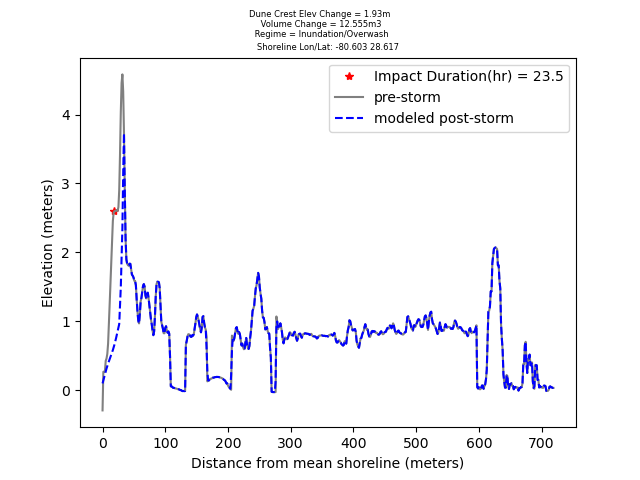 Dune Crest Elev Change = 1.93m
Volume Change = 12.555m3
Regime = Inundation/Overwash
Shoreline Lon/Lat: -80.603 28.617
Impact Duration(hr) = 23.5
pre-storm
modeled post-storm
4
3
2
1
0
Elevation (meters)
0 100 200 300 400 500 600 700
Distance from mean shoreline (meters)